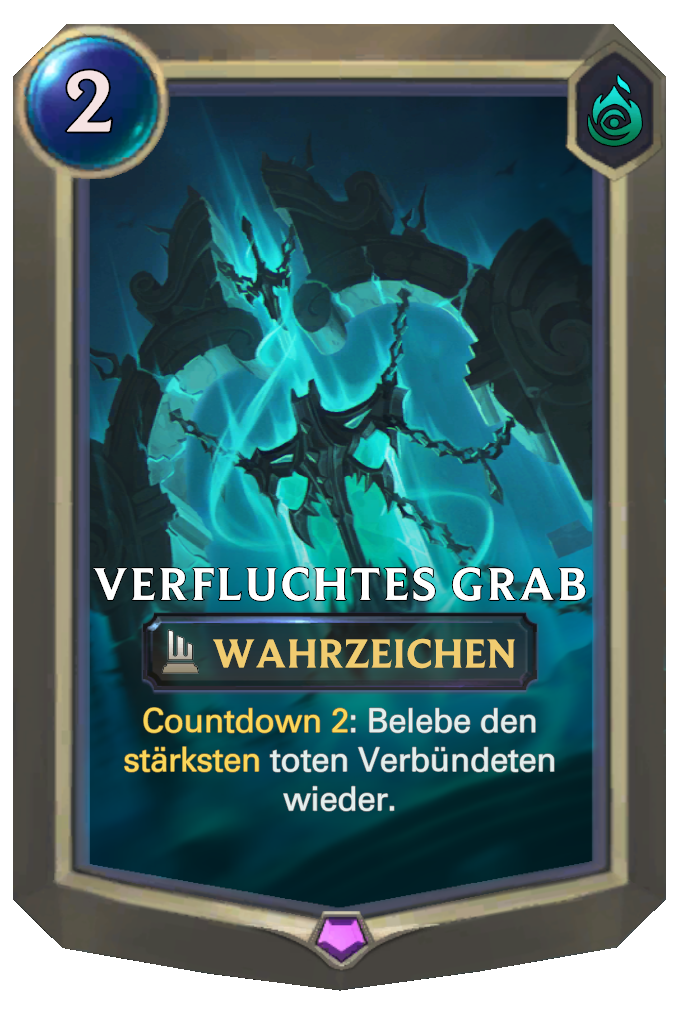 2
VERFLUCHTES GRAB
WAHRZEICHEN
Countdown 2: Belebe den
stärksten toten Verbündeten
wieder.